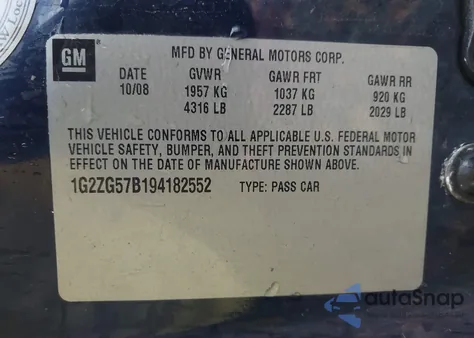 GM
MFD BY GENERAL MOTORS CORP.
DATE GVWR GAWR FRT GAWR RR
10/08 1957 KG 1037 KG 920 KG
4316 LB 2287 LB 2029 LB
THIS VEHICLE CONFORMS TO ALL APPLICABLE U.S. FEDERAL MOTOR
VEHICLE SAFETY, BUMPER, AND THEFT PREVENTION STANDARDS IN
EFFECT ON THE DATE OF MANUFACTURE SHOWN ABOVE.
1G2ZG57B194182552 TYPE: PASS CAR
autoSnap